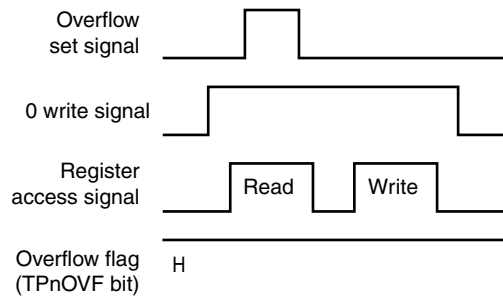 Overflow
set signal
0 write signal
Register
access signal
Read
Write
Overflow flag
(TPnOVF bit)
H